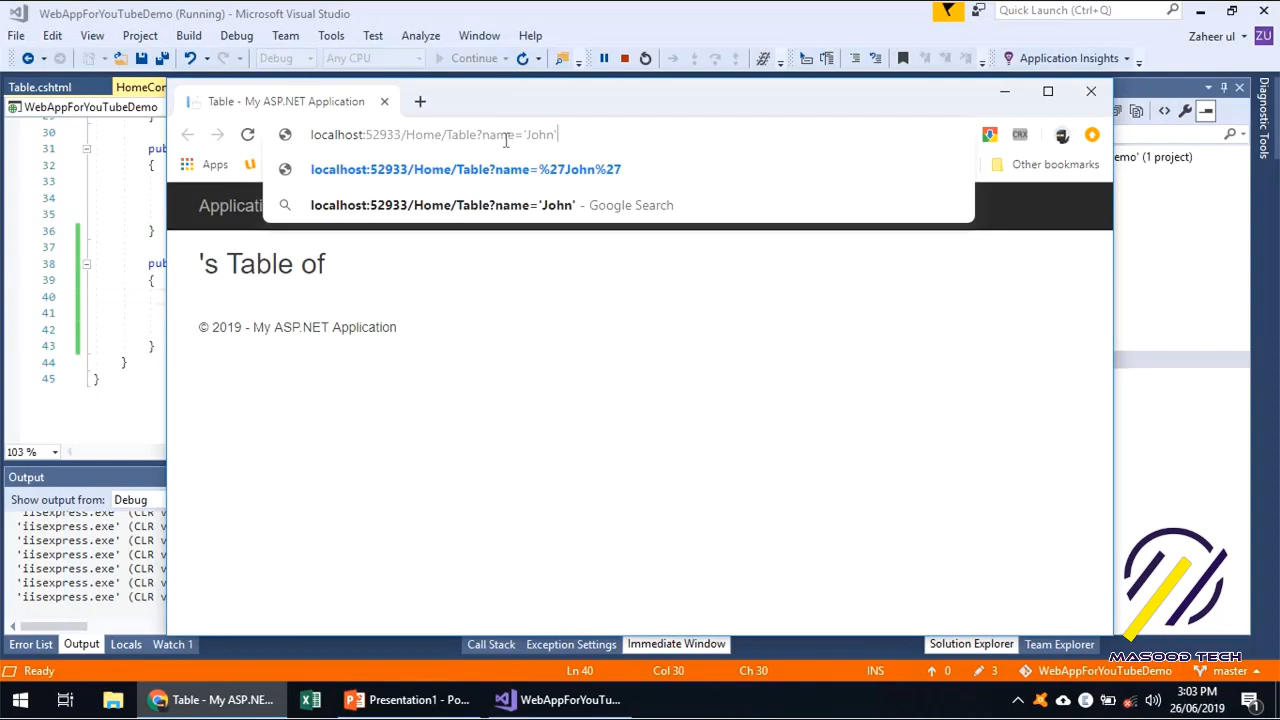 WebAppForYouTubeDemo (Running) - Microsoft Visual Studio
Quick Launch (Ctrl+Q)
File Edit View Project Build Debug Team Tools Test Analyze Window Help
Zaheer ul ZU
Debug Any CPU Continue Application Insights
Table.cshtml HomeCon
WebAppForYouTubeDemo
Table - My ASP.NET Application
localhost:52933/Home/Table?name='John'
Apps
Other bookmarks
localhost:52933/Home/Table?name=%27John%27
localhost:52933/Home/Table?name='John' - Google Search
Applicati
's Table of
© 2019 - My ASP.NET Application
emo' (1 project)
Diagnostic Tools
30
31 pub
32 {
33
34
35
36 }
37
38 pub
39 {
40
41
42
43 }
44 }
45 }
103 %
Output
Show output from: Debug
'iisexpress.exe' (CLR v
'iisexpress.exe' (CLR v
'iisexpress.exe' (CLR v
'iisexpress.exe' (CLR v
'iisexpress.exe' (CLR v
'iisexpress.exe' (CLR v
'iisexpress.exe' (CLR v
Error List Output Locals Watch 1 Call Stack Exception Settings Immediate Window Solution Explorer Team Explorer
MASOOD TECH
Ready Ln 40 Col 30 Ch 30 INS 0 3 WebAppForYouTubeDemo master
Table - My ASP.NE... Presentation1 - Po... WebAppForYouTu...
3:03 PM
26/06/2019